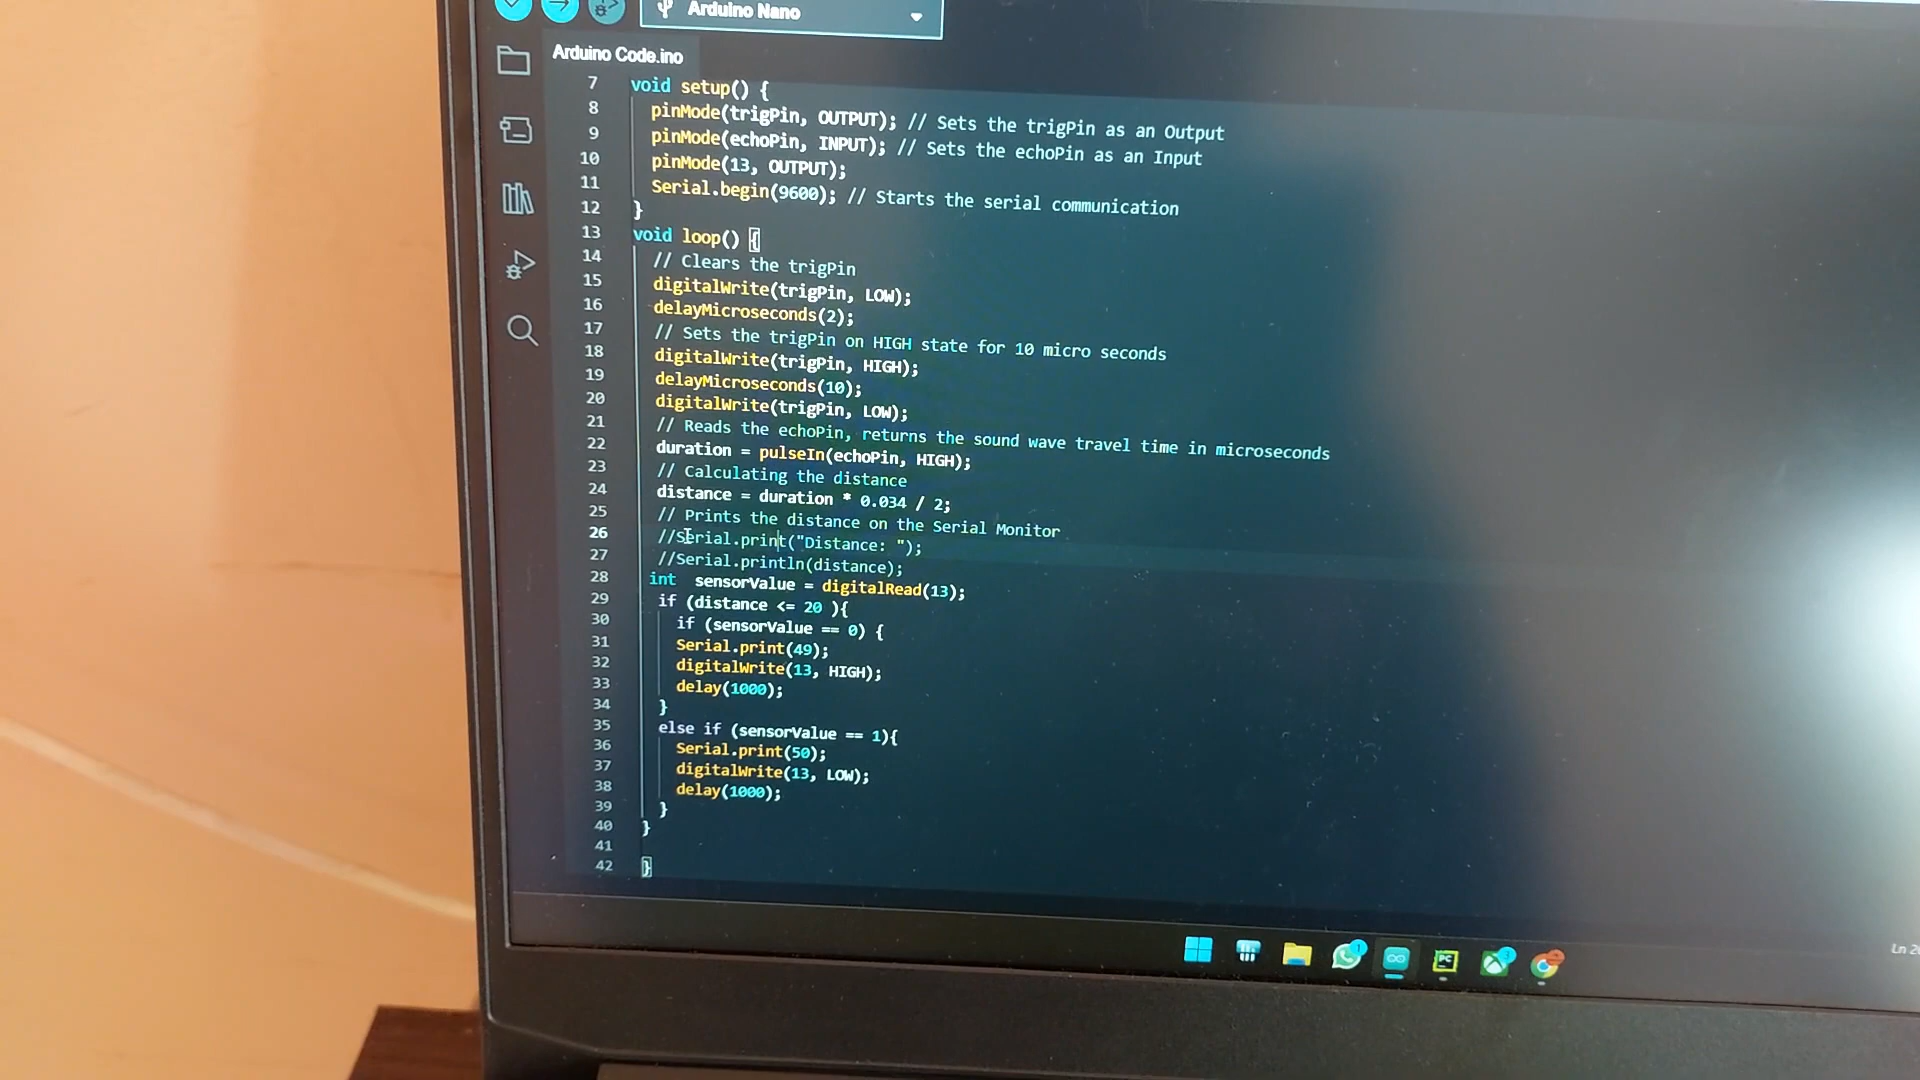 Arduino Nano
Arduino Code.ino
7 void setup() {
8 pinMode(trigPin, OUTPUT); // Sets the trigPin as an Output
9 pinMode(echoPin, INPUT); // Sets the echoPin as an Input
10 pinMode(13, OUTPUT);
11 Serial.begin(9600); // Starts the serial communication
12 }
13 void loop() {
14 // Clears the trigPin
15 digitalWrite(trigPin, LOW);
16 delayMicroseconds(2);
17 // Sets the trigPin on HIGH state for 10 micro seconds
18 digitalWrite(trigPin, HIGH);
19 delayMicroseconds(10);
20 digitalWrite(trigPin, LOW);
21 // Reads the echoPin, returns the sound wave travel time in microseconds
22 duration = pulseIn(echoPin, HIGH);
23 // Calculating the distance
24 distance = duration * 0.034 / 2;
25 // Prints the distance on the Serial Monitor
26 //Serial.print("Distance: ");
27 //Serial.println(distance);
28 int sensorValue = digitalRead(13);
29 if (distance <= 20 ){
30 if (sensorValue == 0) {
31 Serial.print(49);
32 digitalWrite(13, HIGH);
33 delay(1000);
34 }
35 else if (sensorValue == 1){
36 Serial.print(50);
37 digitalWrite(13, LOW);
38 delay(1000);
39 }
40 }
41
42 }
PC
Ln